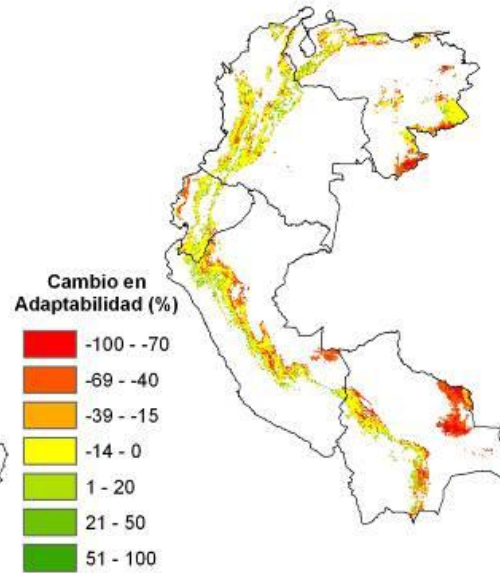 Cambio en
Adaptabilidad (%)
-100 - -70
-69 - -40
-39 - -15
-14 - 0
1 - 20
21 - 50
51 - 100